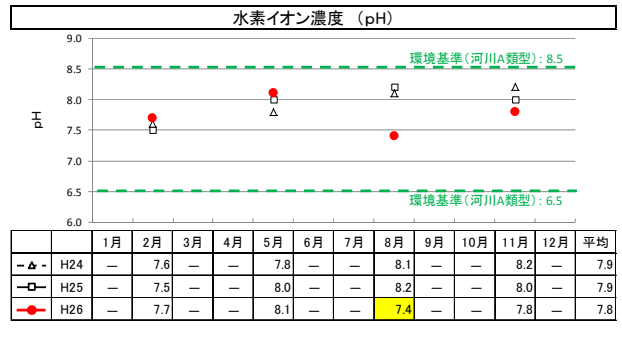 水素イオン濃度 （pH）
9.0
環境基準（河川A類型）：8.5
8.5
8.0
pH
7.5
7.0
6.5
環境基準（河川A類型）：6.5
6.0
1月 2月 3月 4月 5月 6月 7月 8月 9月 10月 11月 12月 平均
H24 — 7.6 — — 7.8 — — 8.1 — — 8.2 — 7.9
H25 — 7.5 — — 8.0 — — 8.2 — — 8.0 — 7.9
H26 — 7.7 — — 8.1 — — 7.4 — — 7.8 — 7.8